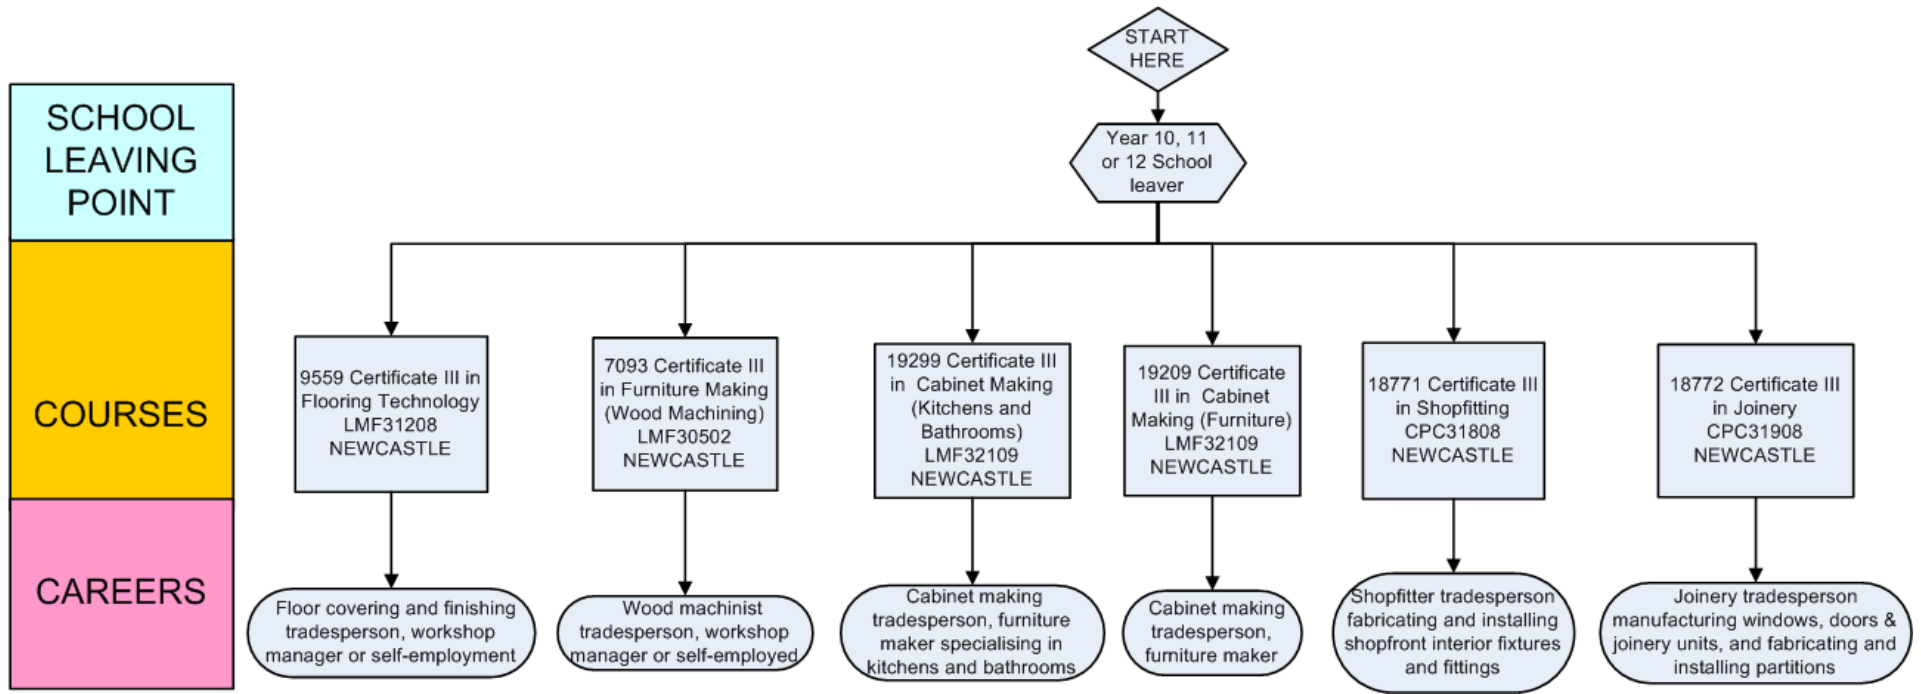 START
HERE
SCHOOL
LEAVING
POINT
Year 10, 11
or 12 School
leaver
COURSES
9559 Certificate III in
Flooring Technology
LMF31208
NEWCASTLE
7093 Certificate III
in Furniture Making
(Wood Machining)
LMF30502
NEWCASTLE
19299 Certificate III
in Cabinet Making
(Kitchens and
Bathrooms)
LMF32109
NEWCASTLE
19209 Certificate
III in Cabinet
Making (Furniture)
LMF32109
NEWCASTLE
18771 Certificate III
in Shopfitting
CPC31808
NEWCASTLE
18772 Certificate III
in Joinery
CPC31908
NEWCASTLE
CAREERS
Floor covering and finishing
tradesperson, workshop
manager or self-employment
Wood machinist
tradesperson, workshop
manager or self-employed
Cabinet making
tradesperson, furniture
maker specialising in
kitchens and bathrooms
Cabinet making
tradesperson,
furniture maker
Shopfitter tradesperson
fabricating and installing
shopfront interior fixtures
and fittings
Joinery tradesperson
manufacturing windows, doors &
joinery units, and fabricating and
installing partitions